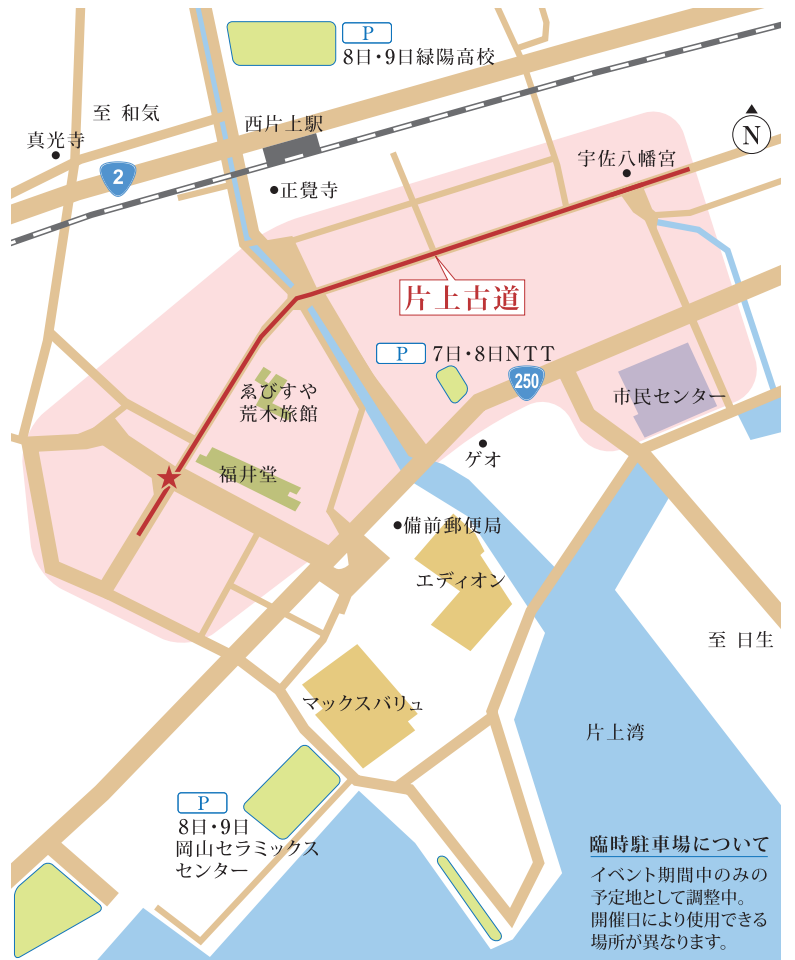 P
8日・9日緑陽高校
至 和気
西片上駅
真光寺
N
宇佐八幡宮
2
正覺寺
片上古道
P 7日・8日NTT
250
ゑびすや
荒木旅館
市民センター
ゲオ
福井堂
備前郵便局
エディオン
至 日生
マックスバリュ
片上湾
P
8日・9日
岡山セラミックス
センター
臨時駐車場について
イベント期間中のみの
予定地として調整中。
開催日により使用できる
場所が異なります。